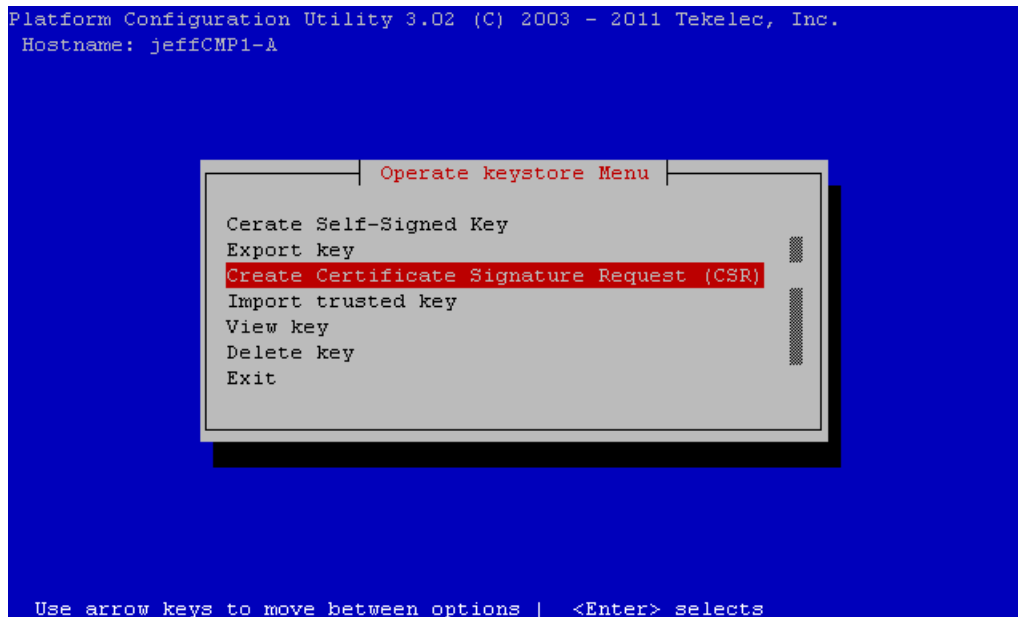 Platform Configuration Utility 3.02 (C) 2003 - 2011 Tekelec, Inc.
Hostname: jeffCMP1-A
Operate keystore Menu
Cerate Self-Signed Key
Export key
Create Certificate Signature Request (CSR)
Import trusted key
View key
Delete key
Exit
Use arrow keys to move between options | <Enter> selects